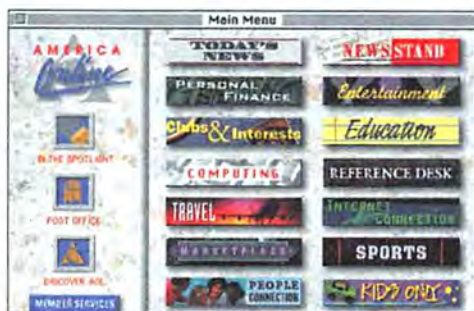 Main Menu
AMERICA
Online
IN THE SPOTLIGHT
POST OFFICE
DISCOVER AOL
MEMBER SERVICES
TODAY'S
NEWS
NEWSSTAND
PERSONAL
FINANCE
Entertainment
Clubs & Interests
Education
COMPUTING
REFERENCE DESK
TRAVEL
INTERNET
CONNECTION
MARKETPLACE
SPORTS
PEOPLE
CONNECTION
KIDS ONLY